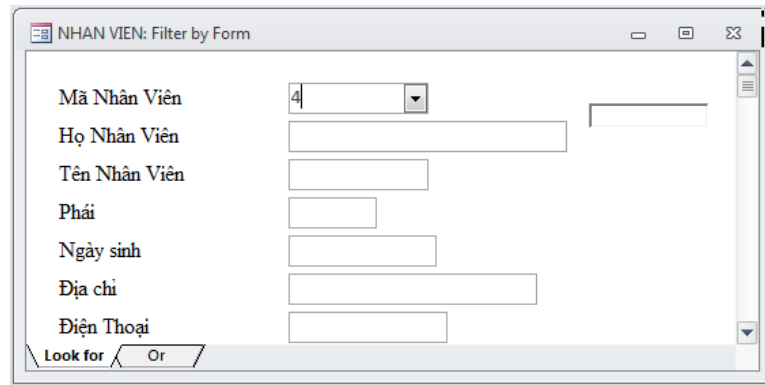 NHAN VIEN: Filter by Form
Mã Nhân Viên 4
Họ Nhân Viên
Tên Nhân Viên
Phái
Ngày sinh
Địa chỉ
Điện Thoại
Look for Or